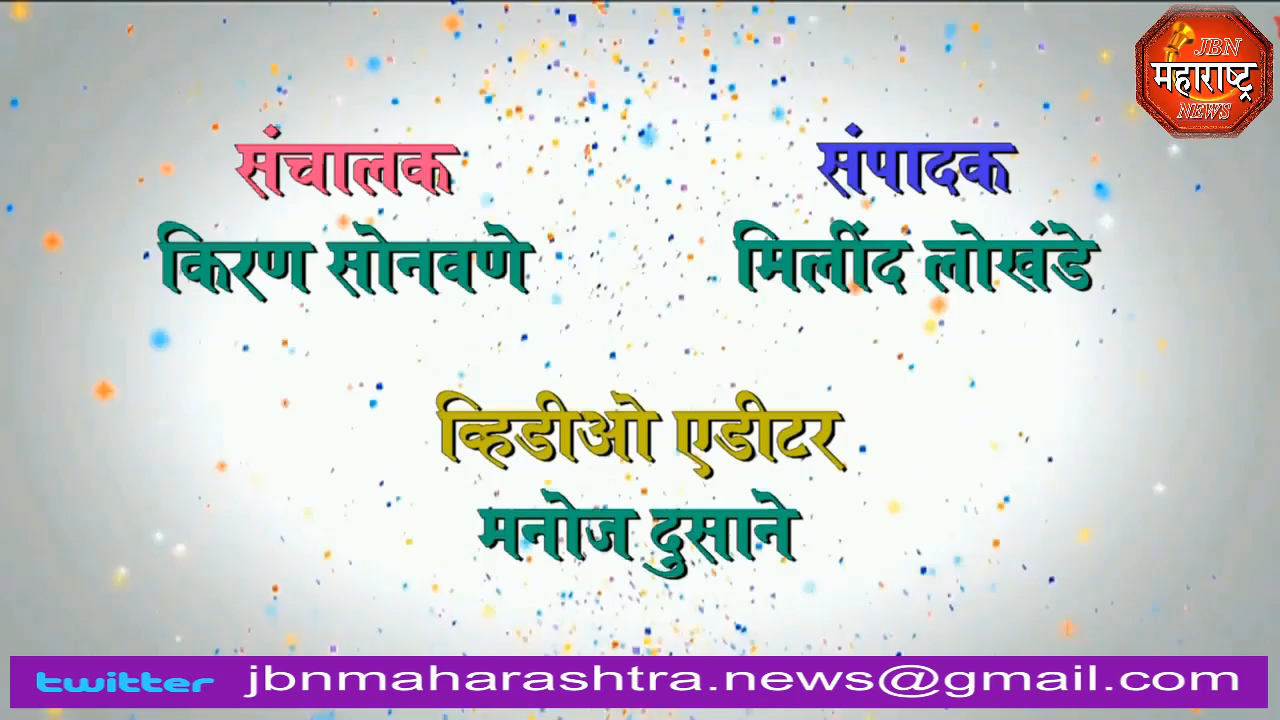 JBN
महाराष्ट्र
NEWS
संचालक
किरण सोनवणे
संपादक
मिलींद लोखंडे
व्हिडीओ एडीटर
मनोज दुसाने
twitter jbnmaharashtra.news@gmail.com